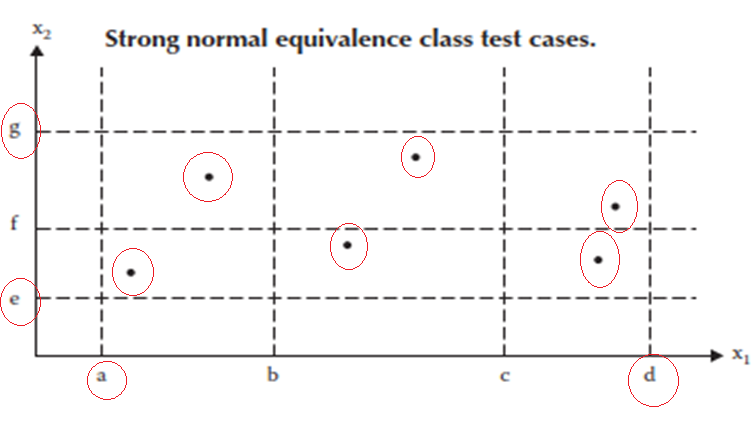 x₂
Strong normal equivalence class test cases.
g
f
e
x₁
a b c d